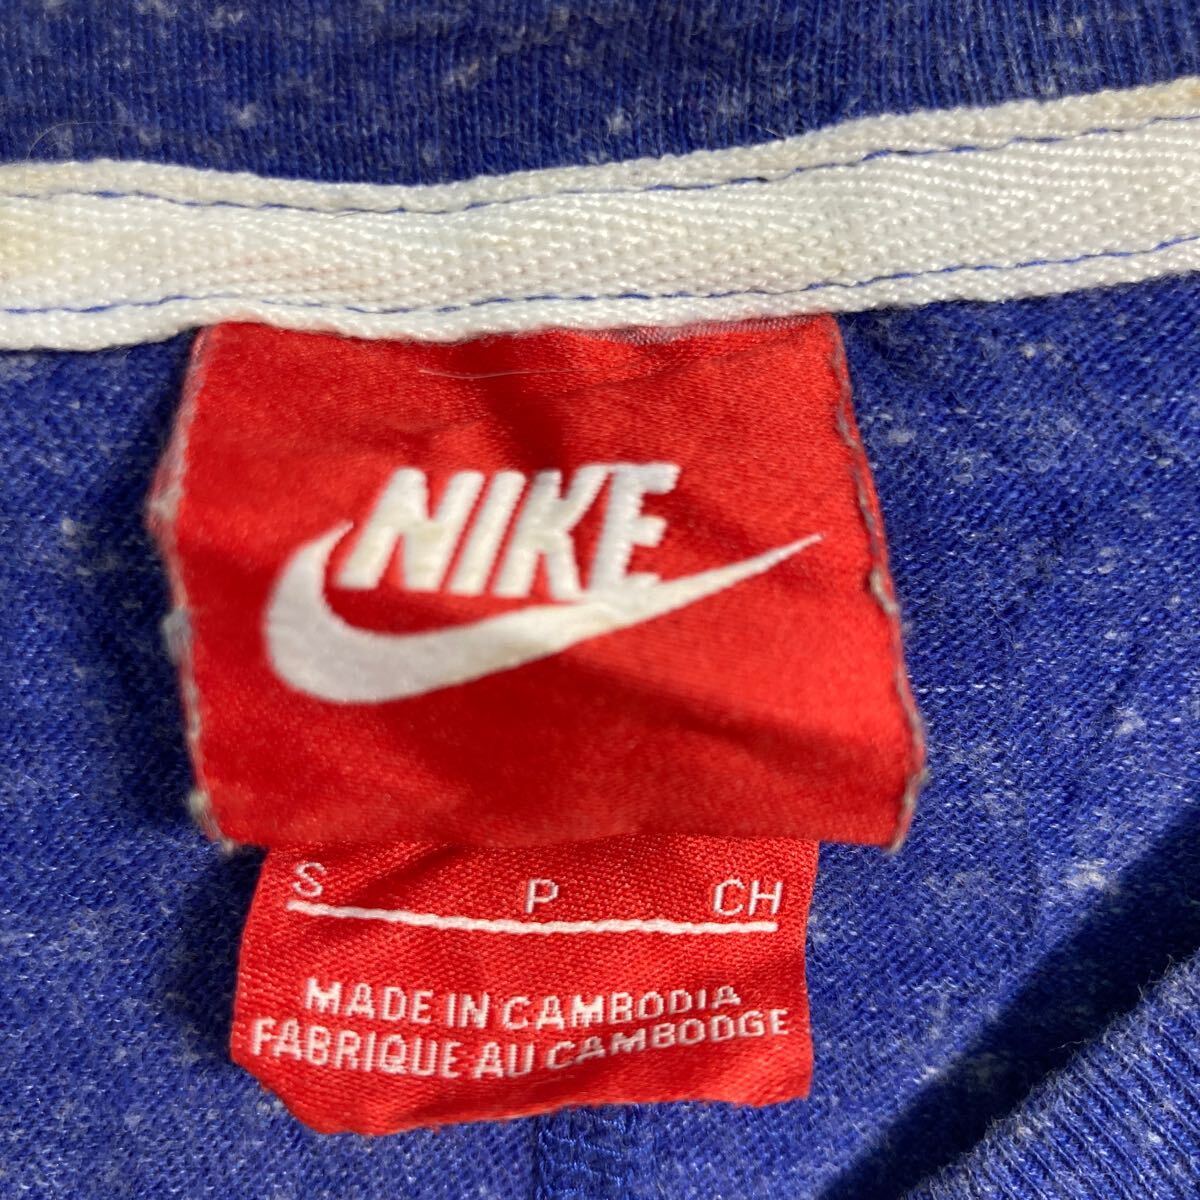 NIKE
S P CH
MADE IN CAMBODIA
FABRIQUE AU CAMBODGE